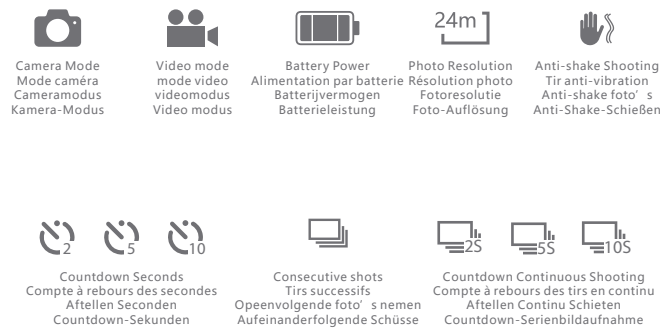 24m
Camera Mode
Mode caméra
Cameramodus
Kamera-Modus
Video mode
mode video
videomodus
Video modus
Battery Power
Alimentation par batterie
Batterijvermogen
Batterieleistung
Photo Resolution
Résolution photo
Fotoresolutie
Foto-Auflösung
Anti-shake Shooting
Tir anti-vibration
Anti-shake foto’ s
Anti-Shake-Schießen
2
5
10
2S
5S
10S
Countdown Seconds
Compte à rebours des secondes
Aftellen Seconden
Countdown-Sekunden
Consecutive shots
Tirs successifs
Opeenvolgende foto’ s nemen
Aufeinanderfolgende Schüsse
Countdown Continuous Shooting
Compte à rebours des tirs en continu
Aftellen Continu Schieten
Countdown-Serienbildaufnahme